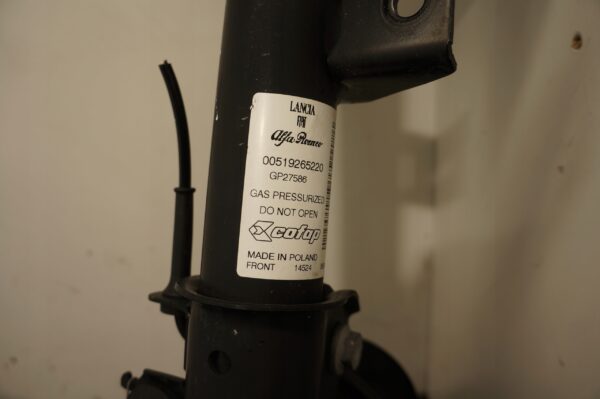 LANCIA
FIAT
Alfa Romeo
00519265220
GP27586
GAS PRESSURIZED
DO NOT OPEN
cofap
MADE IN POLAND
FRONT 14524